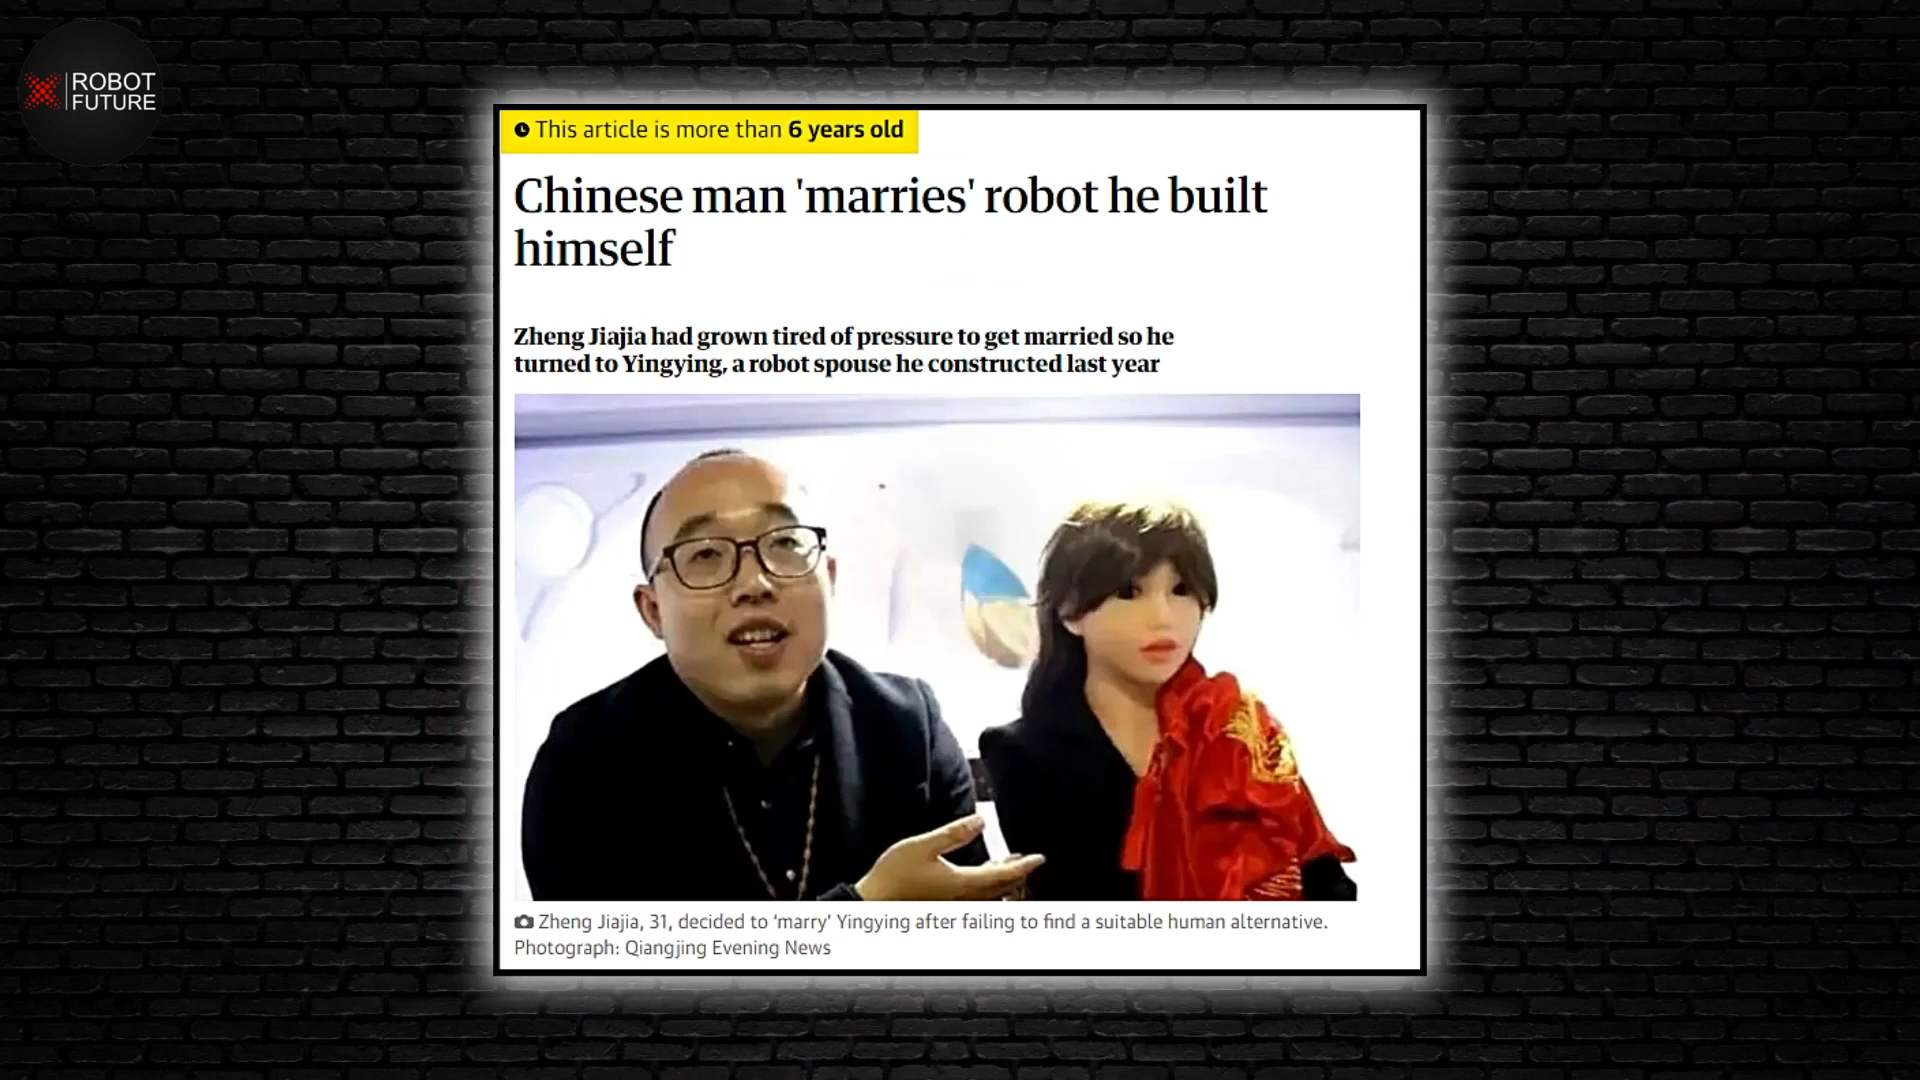 ROBOT
FUTURE
This article is more than 6 years old
Chinese man 'marries' robot he built
himself
Zheng Jiajia had grown tired of pressure to get married so he
turned to Yingying, a robot spouse he constructed last year
Zheng Jiajia, 31, decided to ‘marry’ Yingying after failing to find a suitable human alternative.
Photograph: Qiangjing Evening News